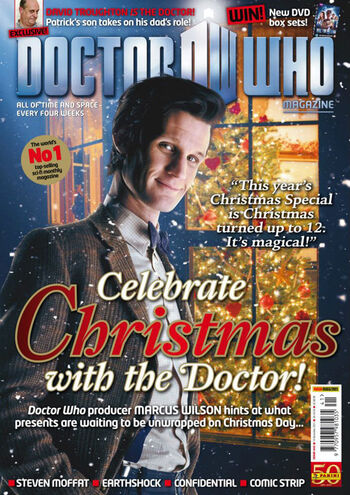 EXCLUSIVE!
DAVID TROUGHTON IS THE DOCTOR!
Patrick's son takes on his dad's role!
WIN!
New DVD
box sets!
DOCTOR WHO
MAGAZINE
ALL OF TIME AND SPACE -
EVERY FOUR WEEKS
The world's
No1
top-selling
sci-fi monthly
magazine
"This year's
Christmas Special
is Christmas
turned up to 12.
It's magical!"
Celebrate
Christmas
with the Doctor!
Doctor Who producer MARCUS WILSON hints at what
presents are waiting to be unwrapped on Christmas Day...
STEVEN MOFFAT EARTHSHOCK CONFIDENTIAL COMIC STRIP
50
PANINI